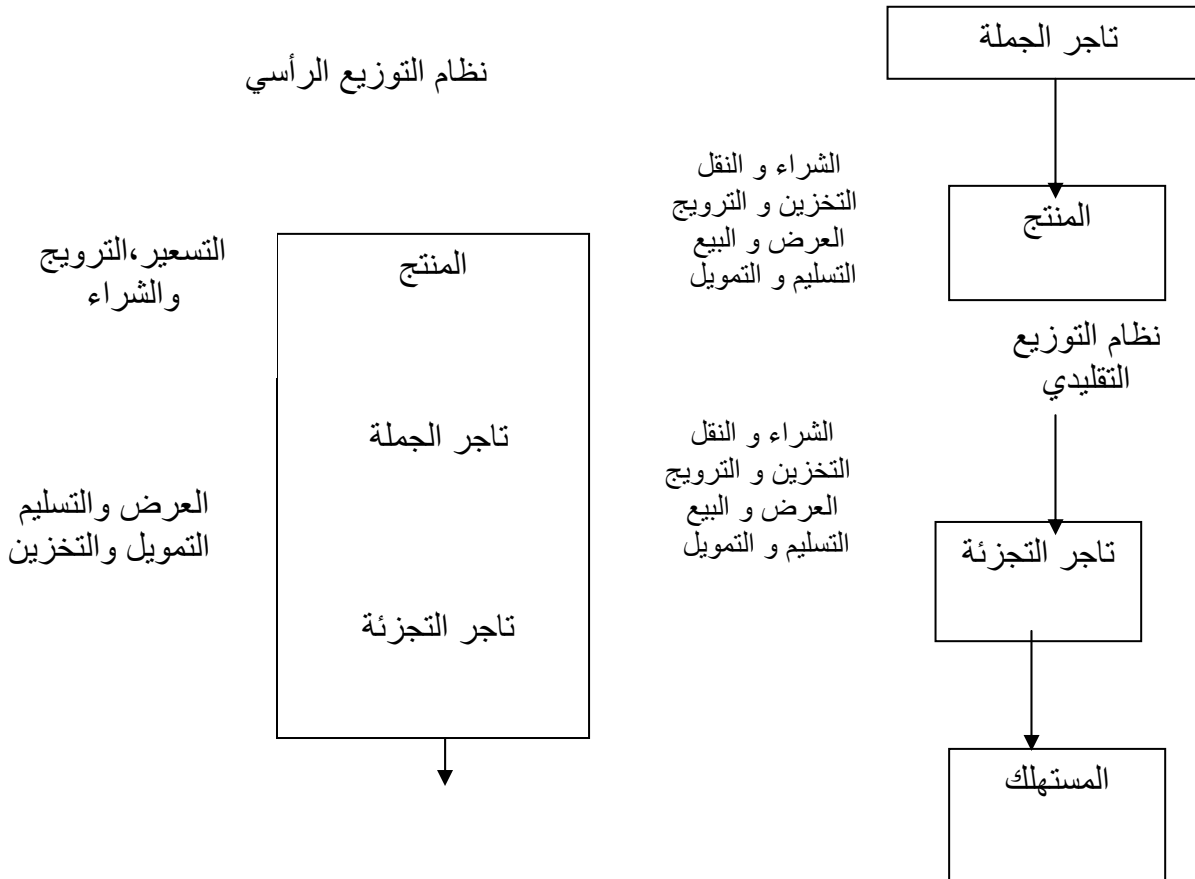 تاجر الجملة
نظام التوزيع الرأسي
الشراء و النقل
التخزين و الترويج
العرض و البيع
التسليم و التمويل
المنتج
نظام التوزيع
التقليدي
الشراء و النقل
التخزين و الترويج
العرض و البيع
التسليم و التمويل
تاجر التجزئة
المستهلك
المنتج
التسعير،الترويج
والشراء
تاجر الجملة
العرض والتسليم
التمويل والتخزين
تاجر التجزئة